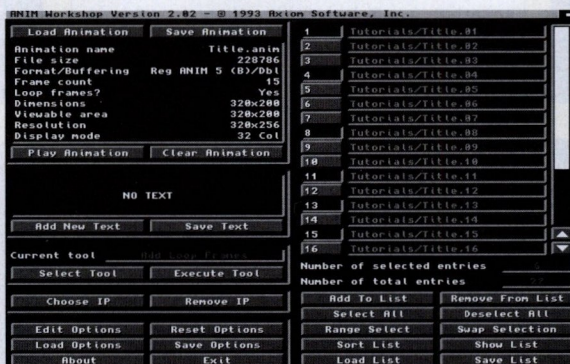 ANIM Workshop Version 2.02 - © 1993 Axiom Software, Inc.
Load Animation Save Animation
Animation name Title.anim
File size 228786
Format/Buffering Reg ANIM 5 (B)/Dbl
Frame count 15
Loop frames? Yes
Dimensions 320x200
Viewable area 320x200
Resolution 320x256
Display mode 32 Col
Play Animation Clear Animation
NO TEXT
Add New Text Save Text
Current tool Add Loop Frames
Select Tool Execute Tool
Choose IP Remove IP
Edit Options Reset Options
Load Options Save Options
About Exit
1 Tutorials/Title.01
2 Tutorials/Title.02
3 Tutorials/Title.03
4 Tutorials/Title.04
5 Tutorials/Title.05
6 Tutorials/Title.06
7 Tutorials/Title.07
8 Tutorials/Title.08
9 Tutorials/Title.09
10 Tutorials/Title.10
11 Tutorials/Title.11
12 Tutorials/Title.12
13 Tutorials/Title.13
14 Tutorials/Title.14
15 Tutorials/Title.15
16 Tutorials/Title.16
Number of selected entries
Number of total entries
Add To List Remove From List
Select All Deselect All
Range Select Swap Selection
Sort List Show List
Load List Save List